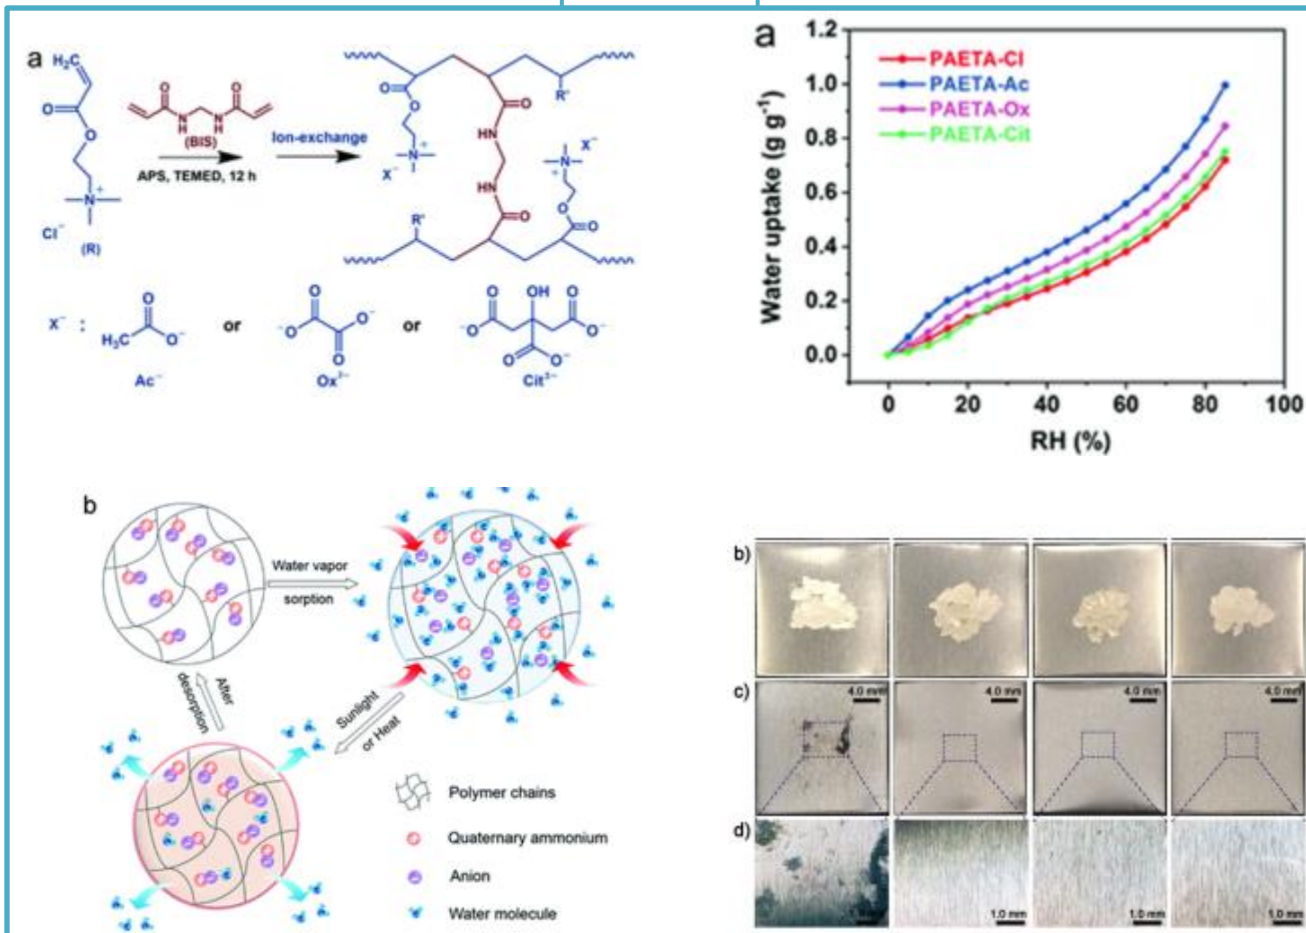 a
H₂C
O
O
N
+
Cl⁻
(R)
O
N
H
N
H
O
(BIS)
APS, TEMED, 12 h
Ion-exchange
O
O
N
+
X⁻
O
NH
HN
O
R'
X⁻
N
+
O
O
R'
X⁻ :
O
H₃C
O⁻
Ac⁻
or
O
O⁻
⁻O
O
Ox²⁻
or
O
OH
O
⁻O
O⁻
O
O⁻
Cit³⁻
a
PAETA-Cl
PAETA-Ac
PAETA-Ox
PAETA-Cit
Water uptake (g g⁻¹)
1.2
1.0
0.8
0.6
0.4
0.2
0.0
0 20 40 60 80 100
RH (%)
b
Water vapor
sorption
Sunlight
or Heat
After
desorption
Polymer chains
Quaternary ammonium
Anion
Water molecule
b)
c)
4.0 mm 4.0 mm 4.0 mm 4.0 mm
d)
1.0 mm 1.0 mm 1.0 mm 1.0 mm